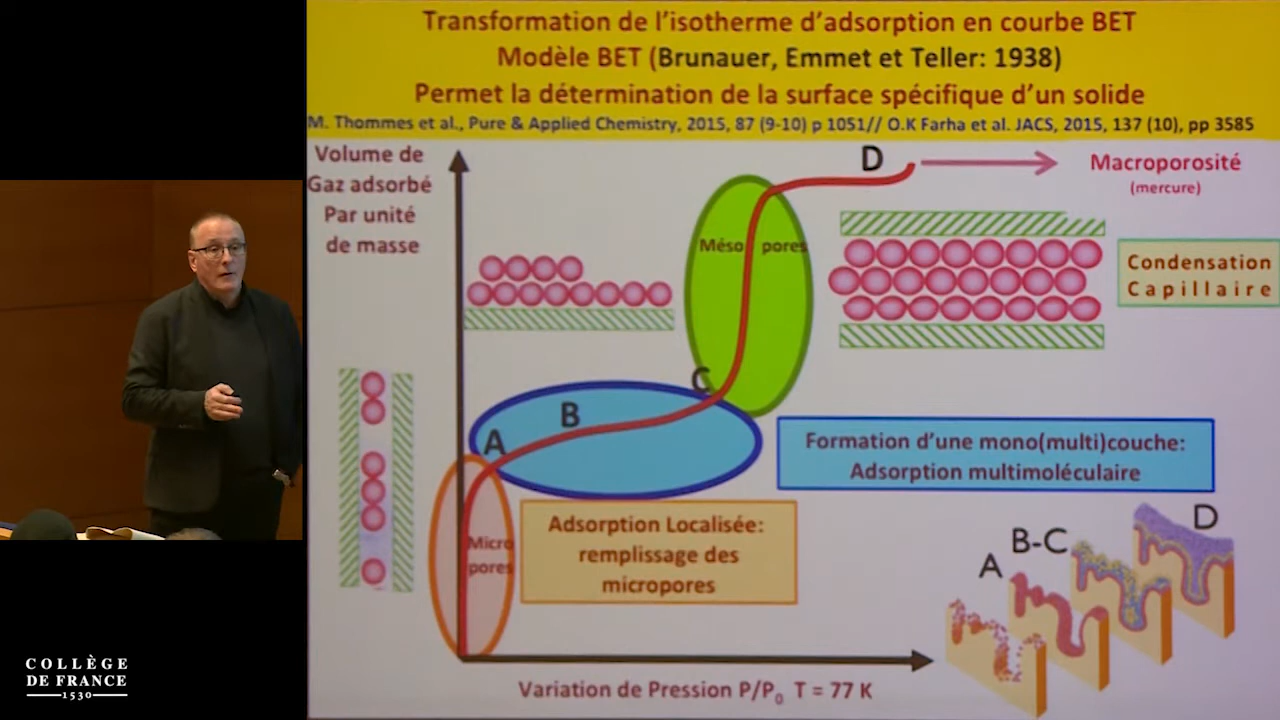 Transformation de l'isotherme d'adsorption en courbe BET
Modèle BET (Brunauer, Emmet et Teller: 1938)
Permet la détermination de la surface spécifique d'un solide
M. Thommes et al., Pure & Applied Chemistry, 2015, 87 (9-10) p 1051// O.K Farha et al. JACS, 2015, 137 (10), pp 3585
Volume de
Gaz adsorbé
Par unité
de masse
D
Macroporosité
(mercure)
Méso pores
Condensation
Capillaire
C
B
A
Formation d'une mono(multi)couche:
Adsorption multimoléculaire
Micro
pores
Adsorption Localisée:
remplissage des
micropores
A
B-C
D
Variation de Pression P/P₀ T = 77 K
COLLÈGE
DE FRANCE
1530